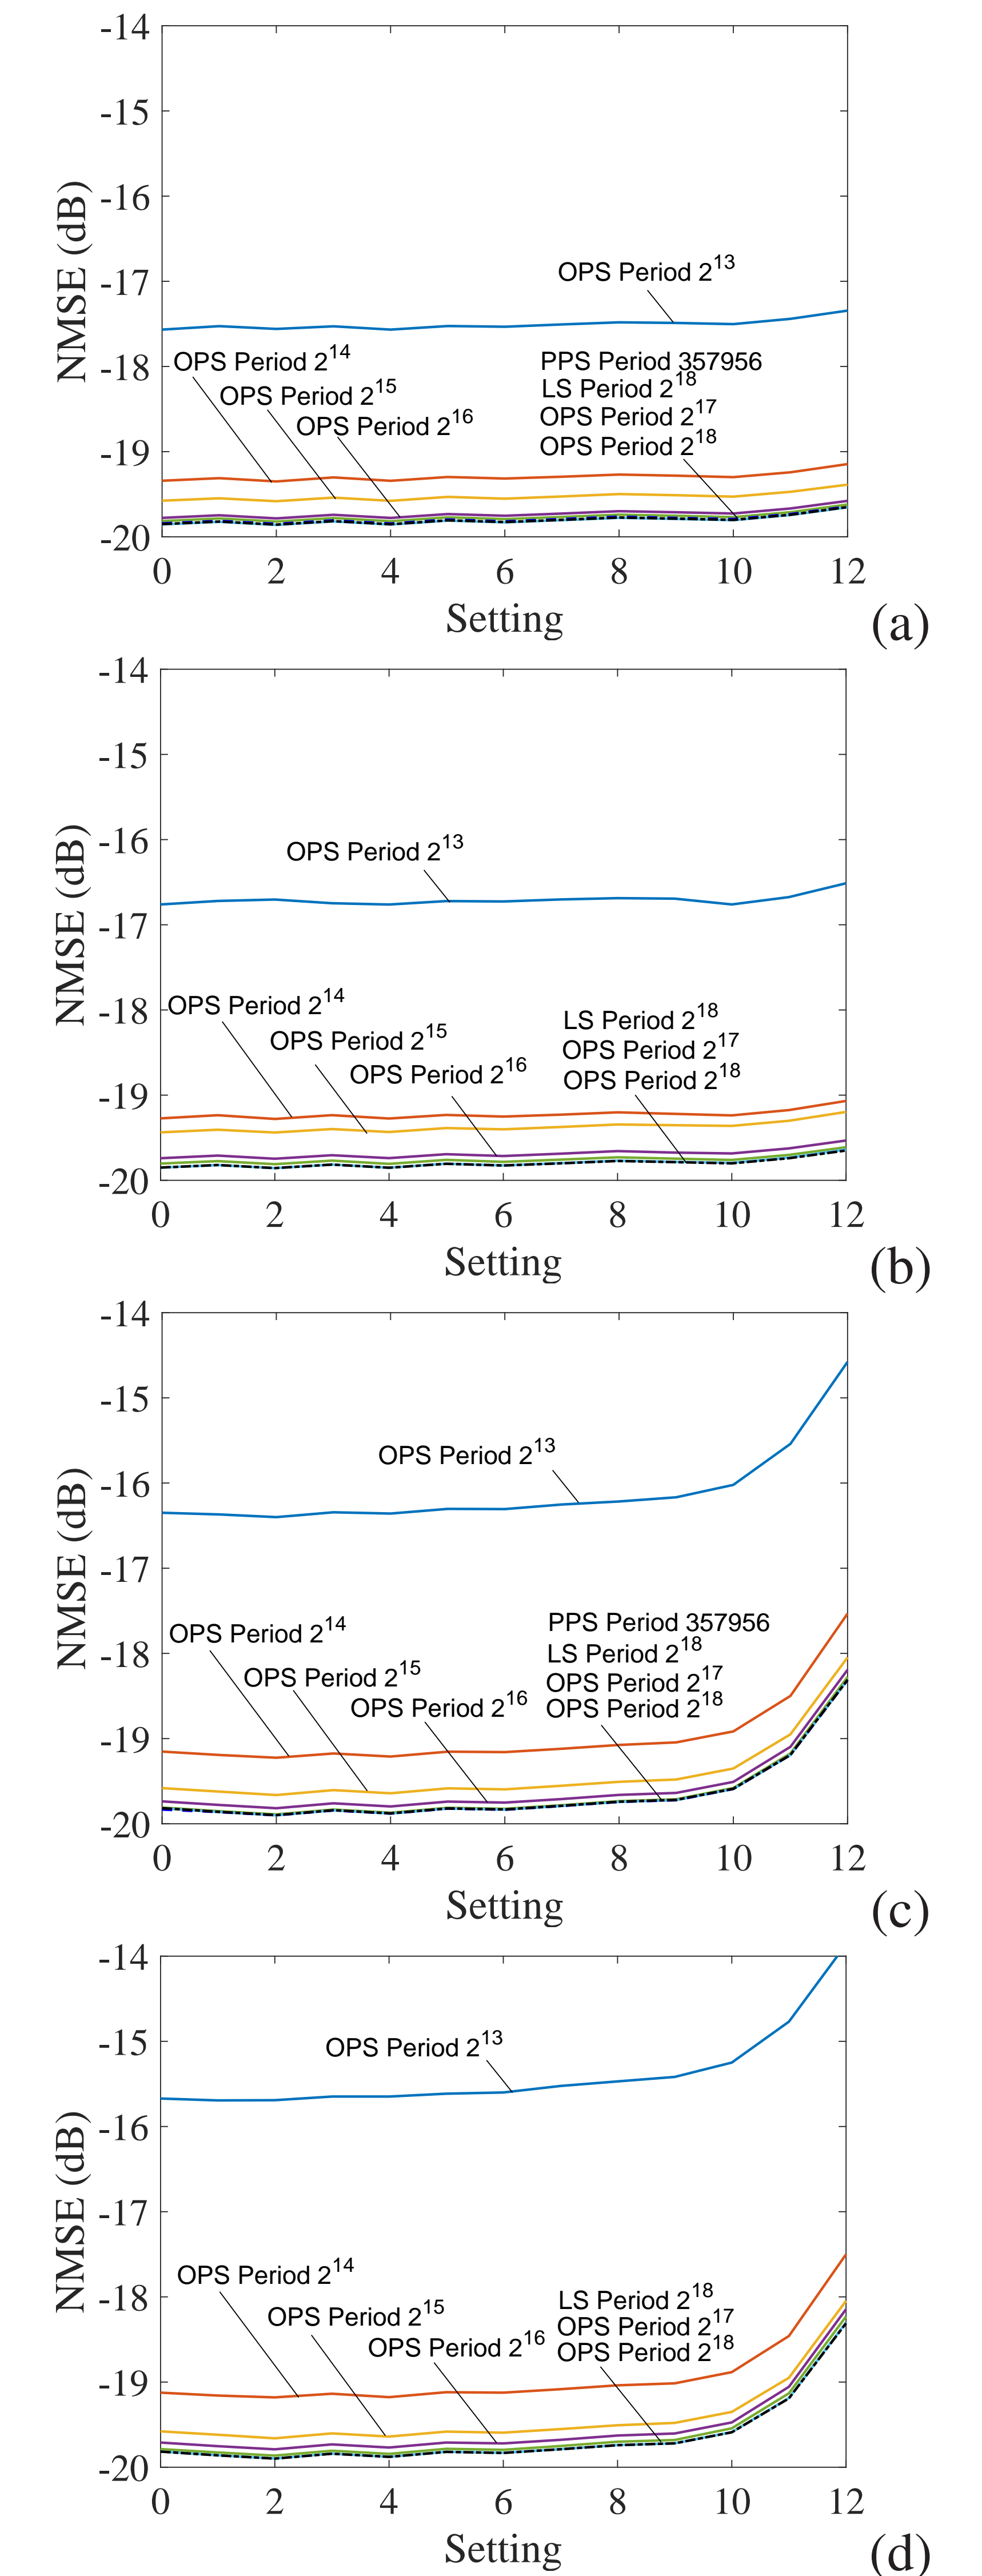 -14
-15
-16
-17
-18
-19
-20
NMSE (dB)
OPS Period 2^13
OPS Period 2^14
OPS Period 2^15
OPS Period 2^16
PPS Period 357956
LS Period 2^18
OPS Period 2^17
OPS Period 2^18
0 2 4 6 8 10 12
Setting
(a)
-14
-15
-16
-17
-18
-19
-20
NMSE (dB)
OPS Period 2^13
OPS Period 2^14
OPS Period 2^15
OPS Period 2^16
LS Period 2^18
OPS Period 2^17
OPS Period 2^18
0 2 4 6 8 10 12
Setting
(b)
-14
-15
-16
-17
-18
-19
-20
NMSE (dB)
OPS Period 2^13
OPS Period 2^14
OPS Period 2^15
OPS Period 2^16
PPS Period 357956
LS Period 2^18
OPS Period 2^17
OPS Period 2^18
0 2 4 6 8 10 12
Setting
(c)
-14
-15
-16
-17
-18
-19
-20
NMSE (dB)
OPS Period 2^13
OPS Period 2^14
OPS Period 2^15
OPS Period 2^16
LS Period 2^18
OPS Period 2^17
OPS Period 2^18
0 2 4 6 8 10 12
Setting
(d)